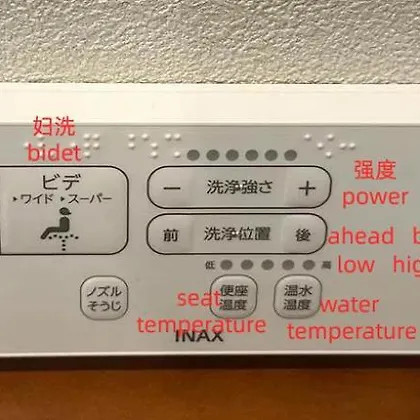 妇洗
bidet
ビデ
▸ワイド ▸スーパー
− 洗浄強さ +
强度
power
前 洗浄位置 後
ahead b
低 高
low hig
ノズル
そうじ
便座
温度
温水
温度
seat
temperature
water
temperature
INAX